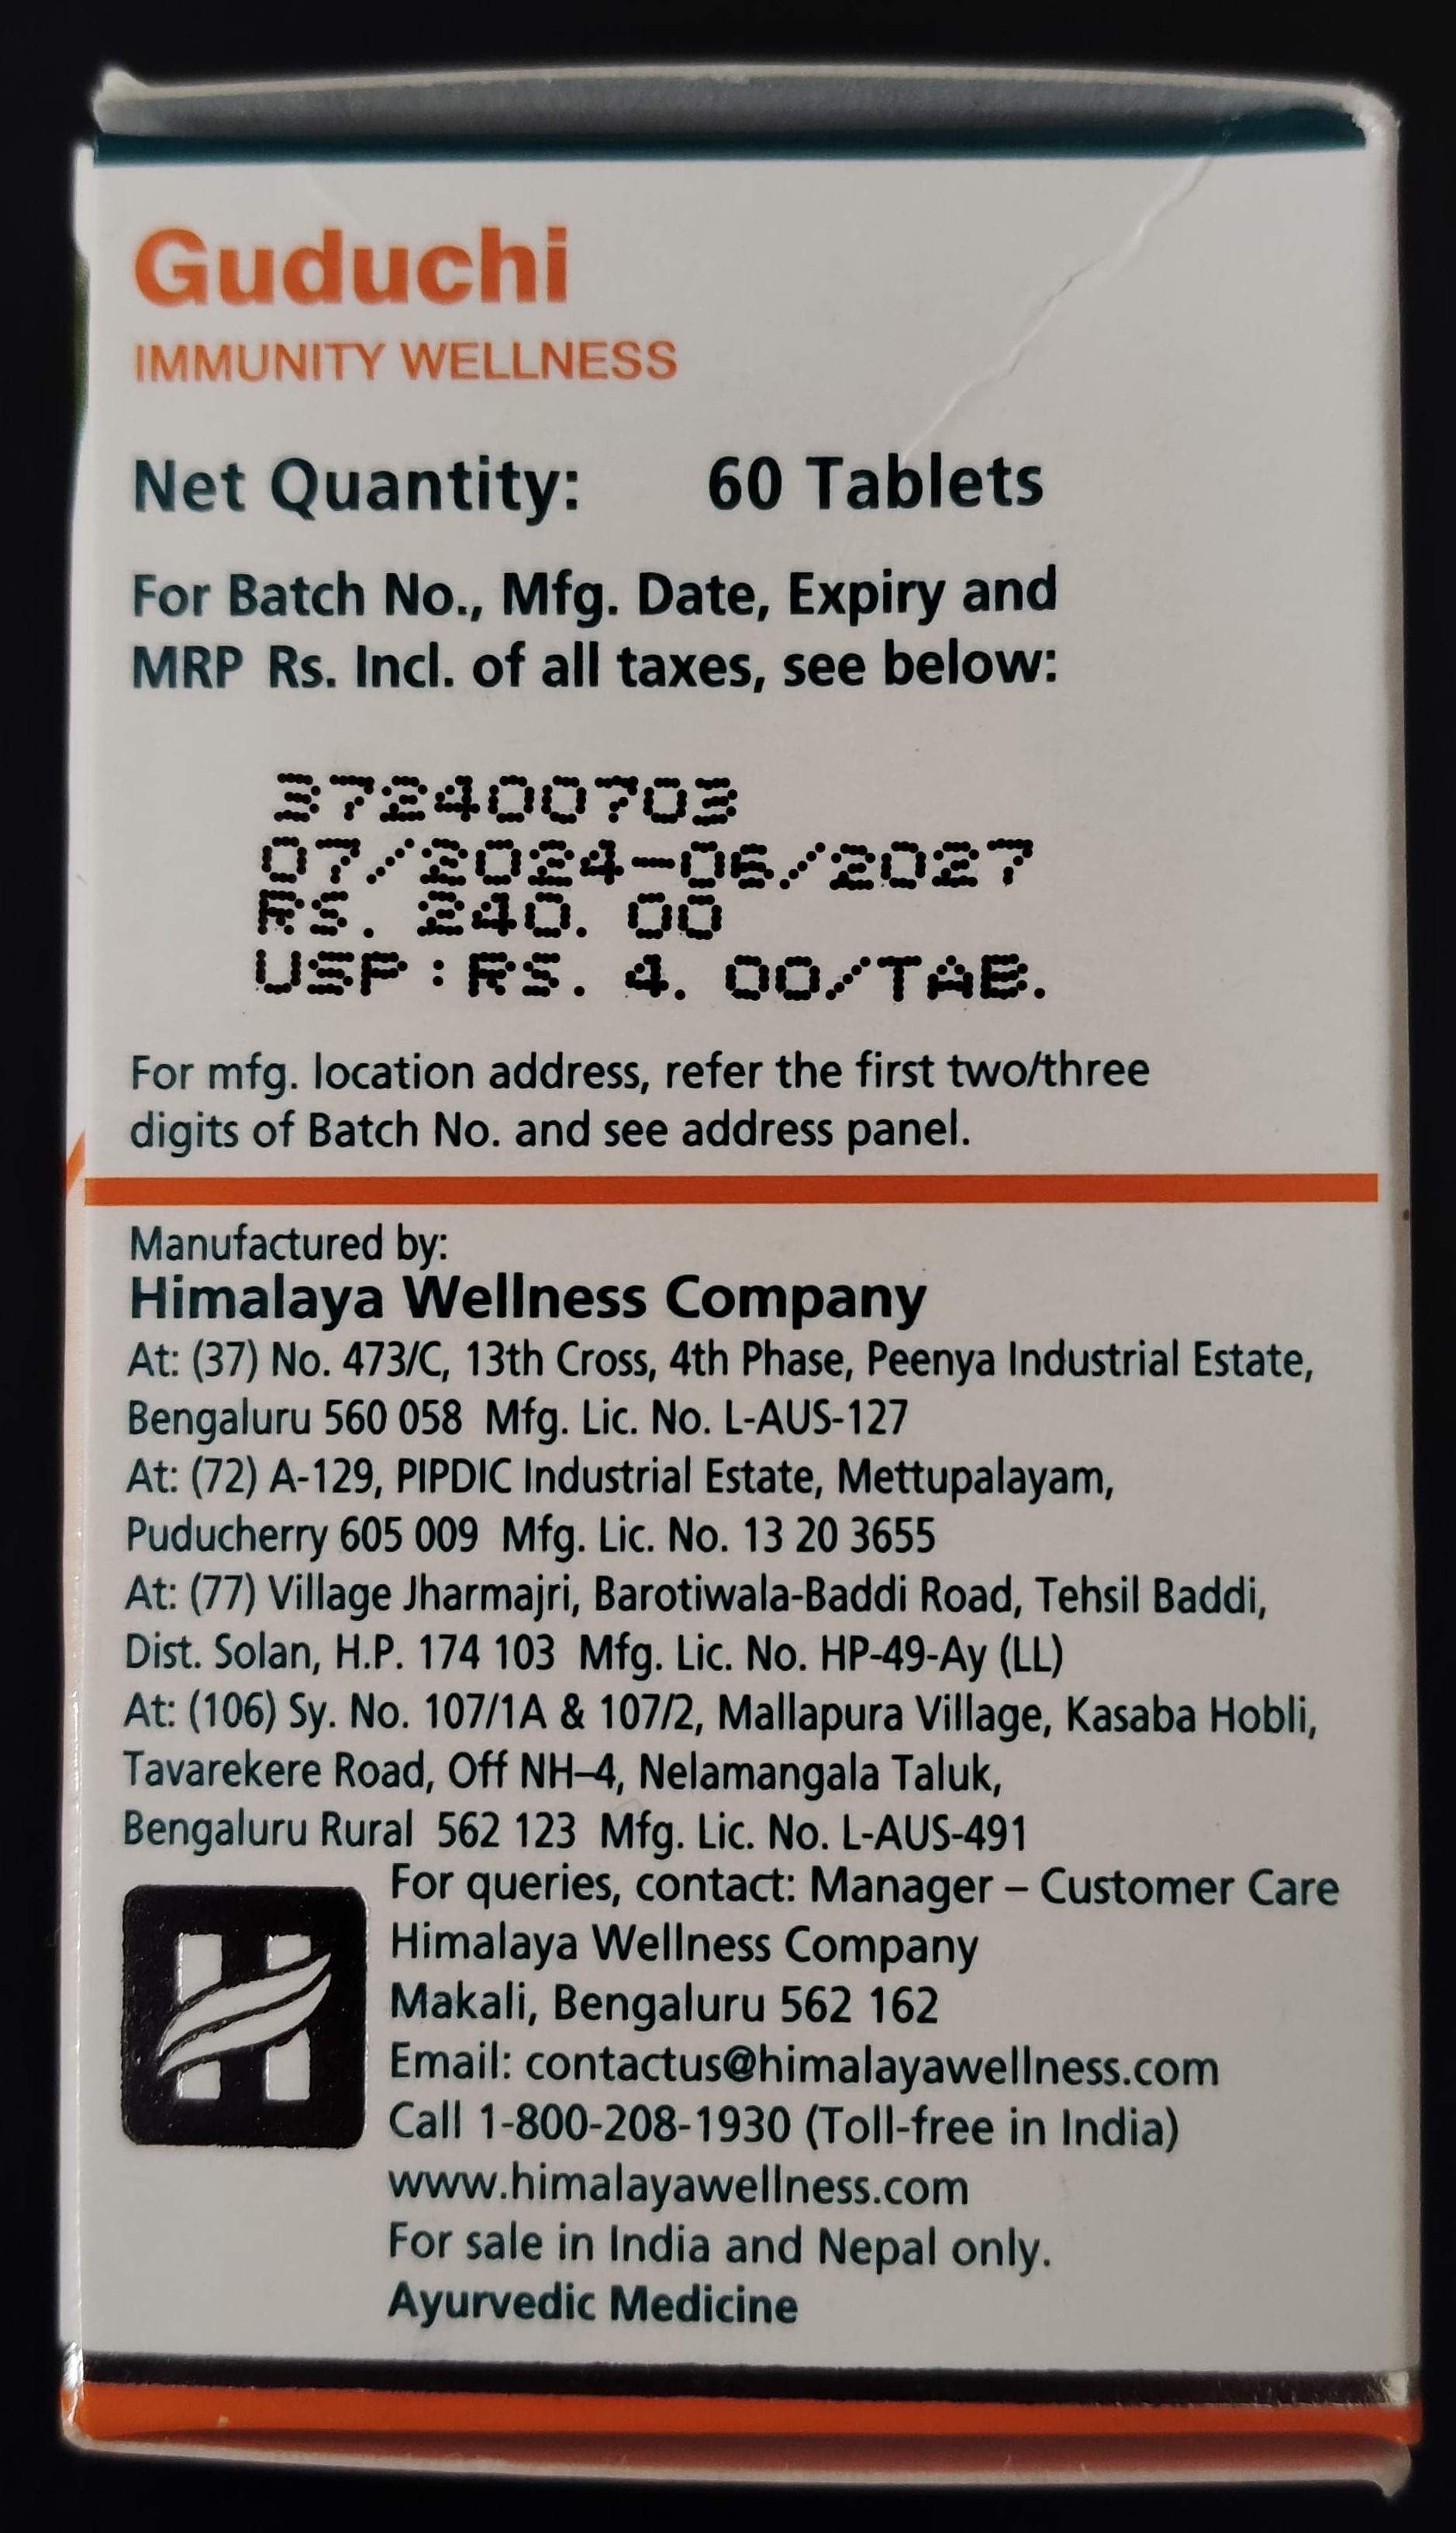 Guduchi
IMMUNITY WELLNESS
Net Quantity: 60 Tablets
For Batch No., Mfg. Date, Expiry and
MRP Rs. Incl. of all taxes, see below:
372400703
07/2024-06/2027
RS. 240. 00
USP:RS. 4. 00/TAB.
For mfg. location address, refer the first two/three
digits of Batch No. and see address panel.
Manufactured by:
Himalaya Wellness Company
At: (37) No. 473/C, 13th Cross, 4th Phase, Peenya Industrial Estate,
Bengaluru 560 058 Mfg. Lic. No. L-AUS-127
At: (72) A-129, PIPDIC Industrial Estate, Mettupalayam,
Puducherry 605 009 Mfg. Lic. No. 13 20 3655
At: (77) Village Jharmajri, Barotiwala-Baddi Road, Tehsil Baddi,
Dist. Solan, H.P. 174 103 Mfg. Lic. No. HP-49-Ay (LL)
At: (106) Sy. No. 107/1A & 107/2, Mallapura Village, Kasaba Hobli,
Tavarekere Road, Off NH–4, Nelamangala Taluk,
Bengaluru Rural 562 123 Mfg. Lic. No. L-AUS-491
For queries, contact: Manager – Customer Care
Himalaya Wellness Company
Makali, Bengaluru 562 162
Email: contactus@himalayawellness.com
Call 1-800-208-1930 (Toll-free in India)
www.himalayawellness.com
For sale in India and Nepal only.
Ayurvedic Medicine